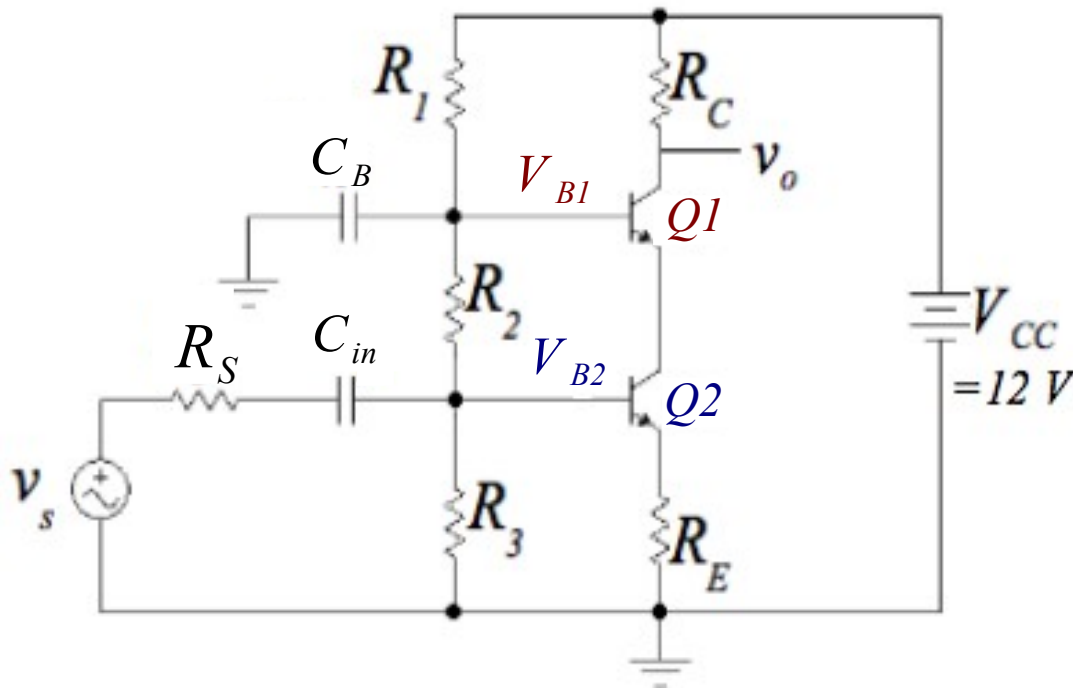 R1
RC
CB
VB1
vo
Q1
R2
VCC
= 12 V
RS
Cin
VB2
Q2
vs
+
R3
RE